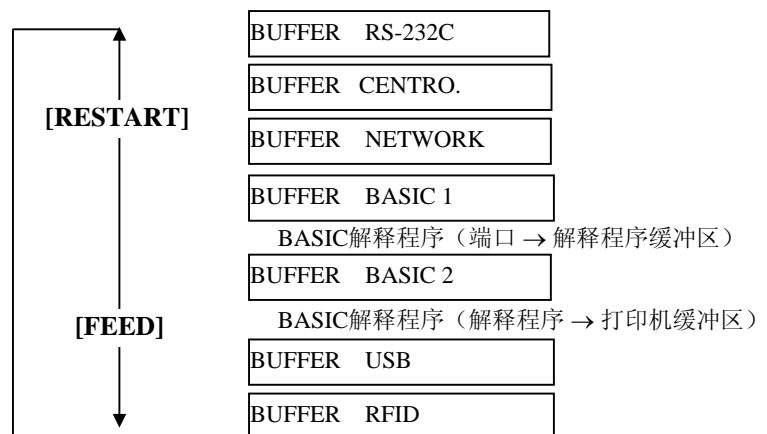 BUFFER RS-232C
BUFFER CENTRO.
[RESTART]
BUFFER NETWORK
BUFFER BASIC 1
BASIC解释程序（端口 → 解释程序缓冲区）
BUFFER BASIC 2
[FEED]
BASIC解释程序（解释程序 → 打印机缓冲区）
BUFFER USB
BUFFER RFID